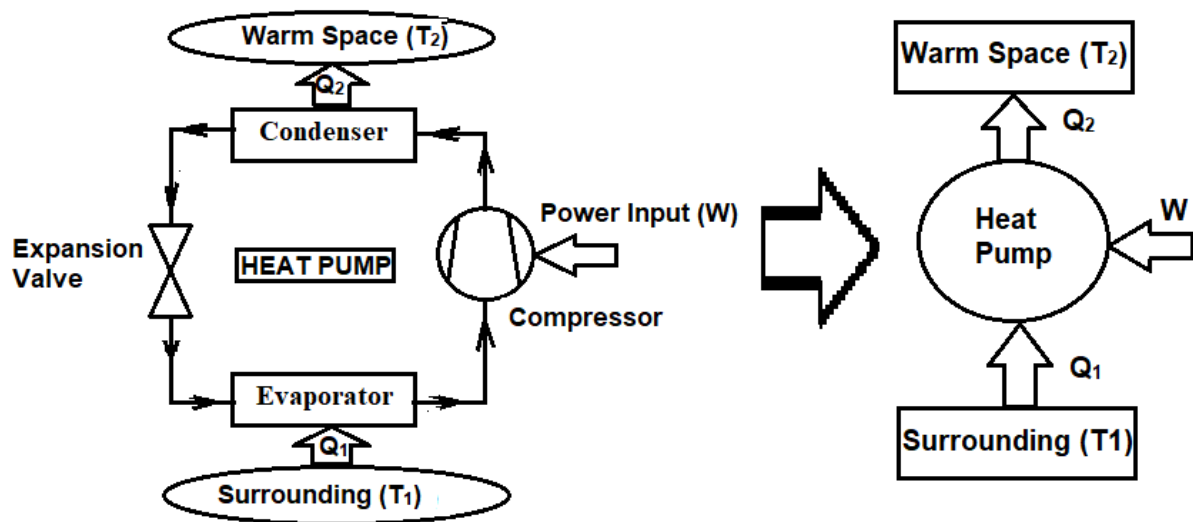 Warm Space (T₂)
Q₂
Condenser
Power Input (W)
Expansion
Valve
HEAT PUMP
Compressor
Evaporator
Q₁
Surrounding (T₁)
Warm Space (T₂)
Q₂
Heat
Pump
W
Q₁
Surrounding (T1)